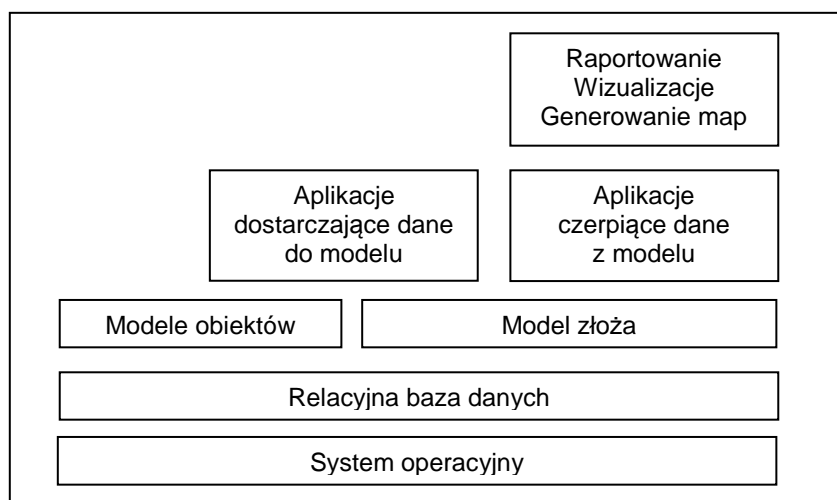 Raportowanie
Wizualizacje
Generowanie map
Aplikacje
dostarczające dane
do modelu
Aplikacje
czerpiące dane
z modelu
Modele obiektów
Model złoża
Relacyjna baza danych
System operacyjny